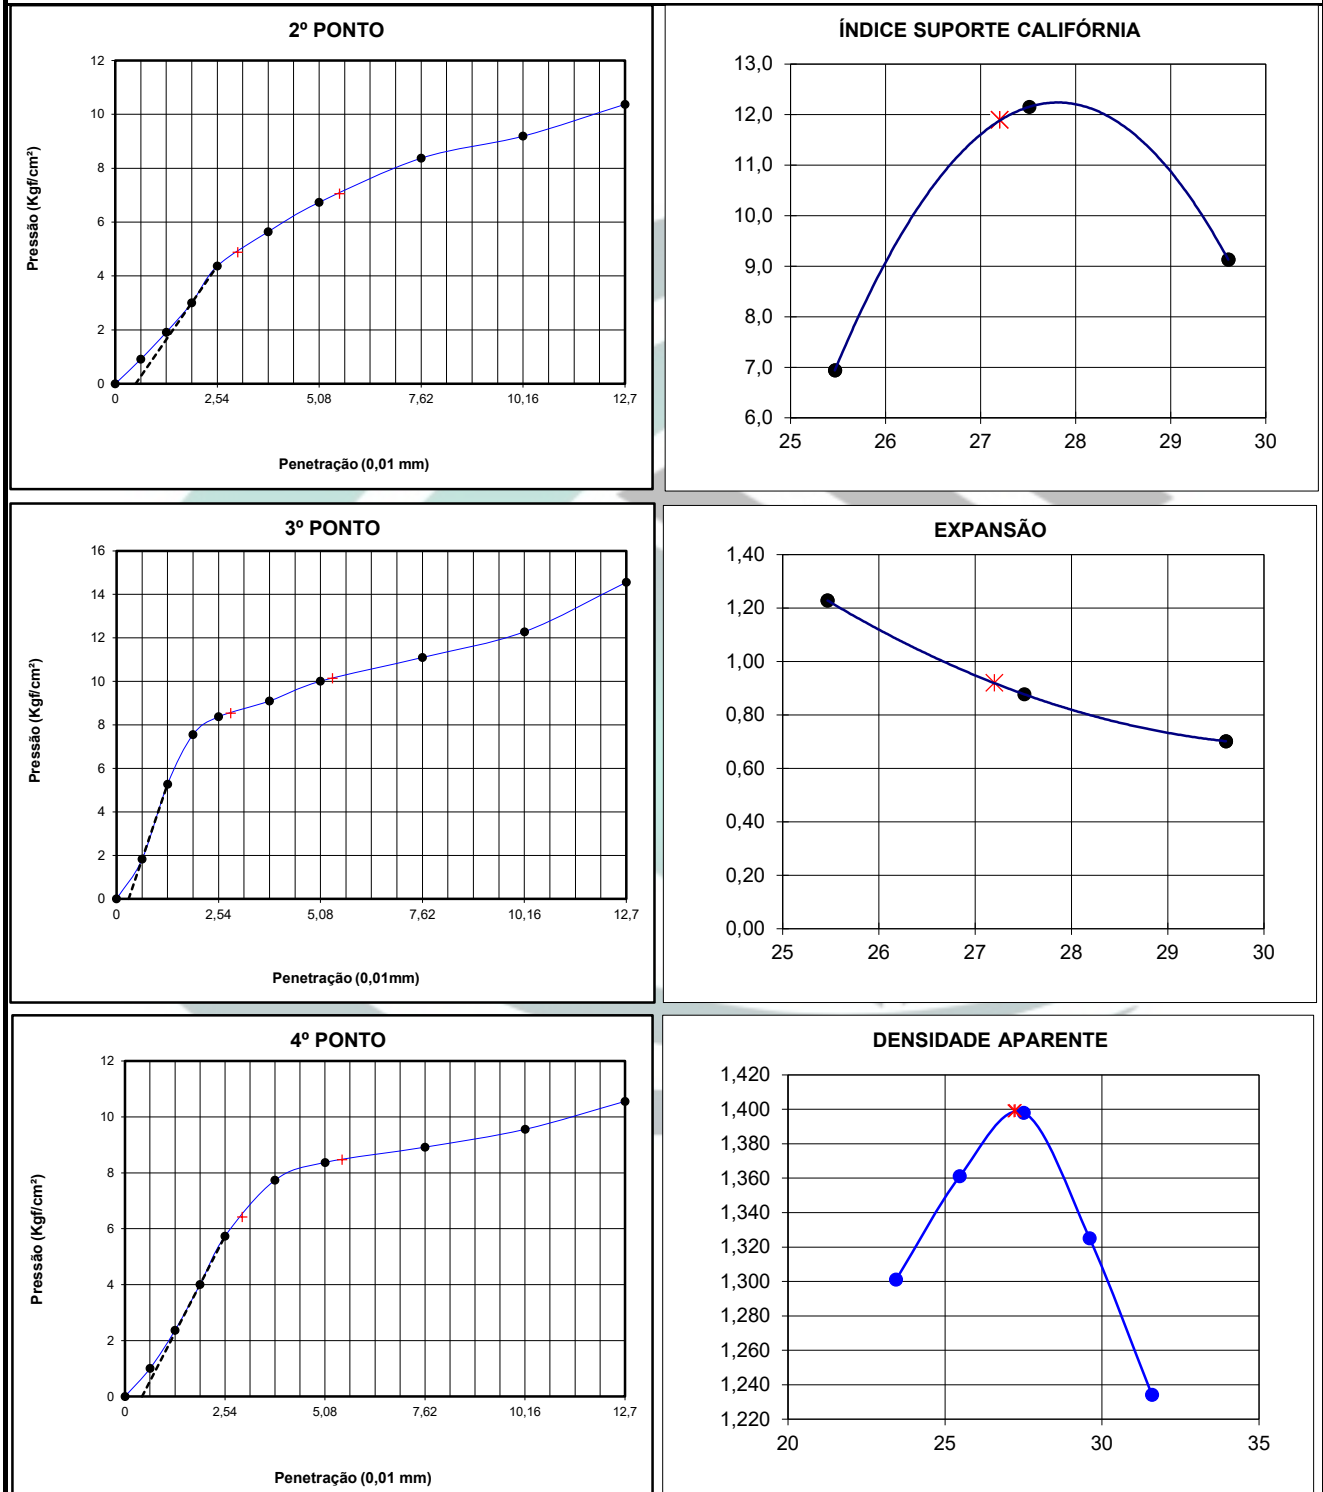 2º PONTO
12
10
8
6
4
2
0
0 2,54 5,08 7,62 10,16 12,7
Pressão (Kgf/cm²)
Penetração (0,01 mm)
ÍNDICE SUPORTE CALIFÓRNIA
13,0
12,0
11,0
10,0
9,0
8,0
7,0
6,0
25 26 27 28 29 30
3º PONTO
16
14
12
10
8
6
4
2
0
0 2,54 5,08 7,62 10,16 12,7
Pressão (Kgf/cm²)
Penetração (0,01mm)
EXPANSÃO
1,40
1,20
1,00
0,80
0,60
0,40
0,20
0,00
25 26 27 28 29 30
4º PONTO
12
10
8
6
4
2
0
0 2,54 5,08 7,62 10,16 12,7
Pressão (Kgf/cm²)
Penetração (0,01 mm)
DENSIDADE APARENTE
1,420
1,400
1,380
1,360
1,340
1,320
1,300
1,280
1,260
1,240
1,220
20 25 30 35